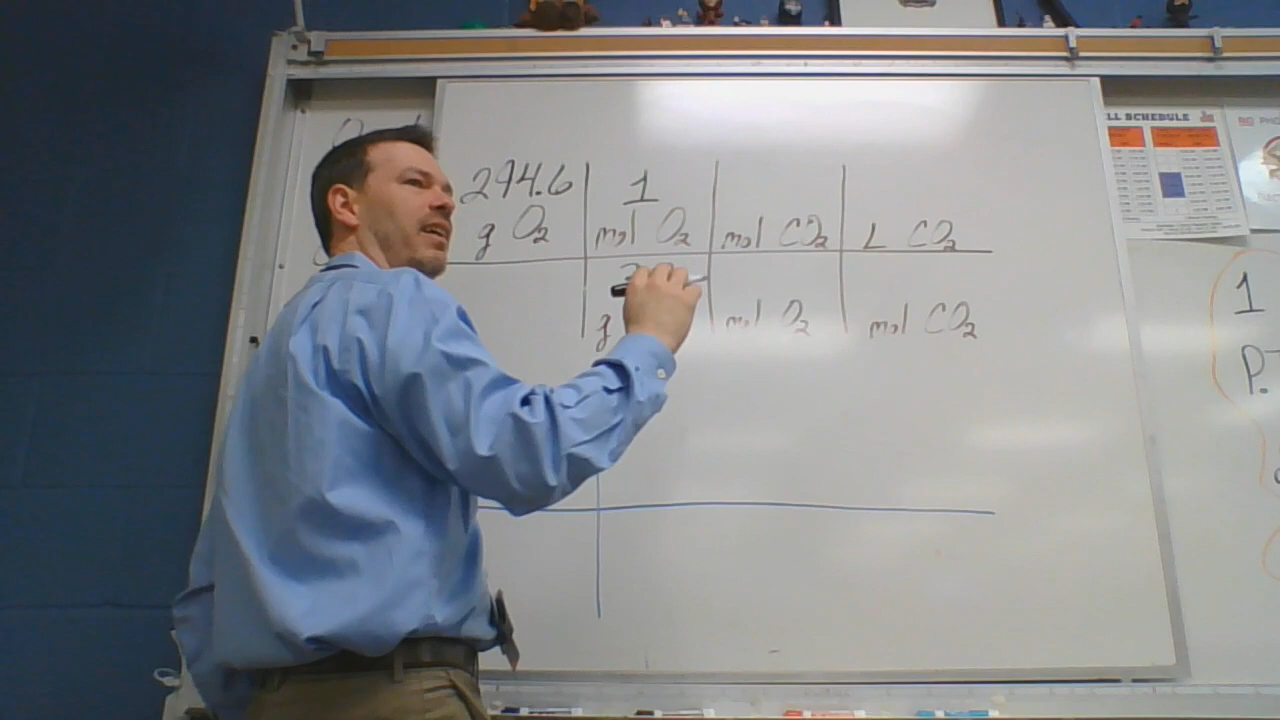 294.6 1
g O₂ mol O₂ mol CO₂ L CO₂
g mol O₂ mol CO₂
LL SCHEDULE
1
P.